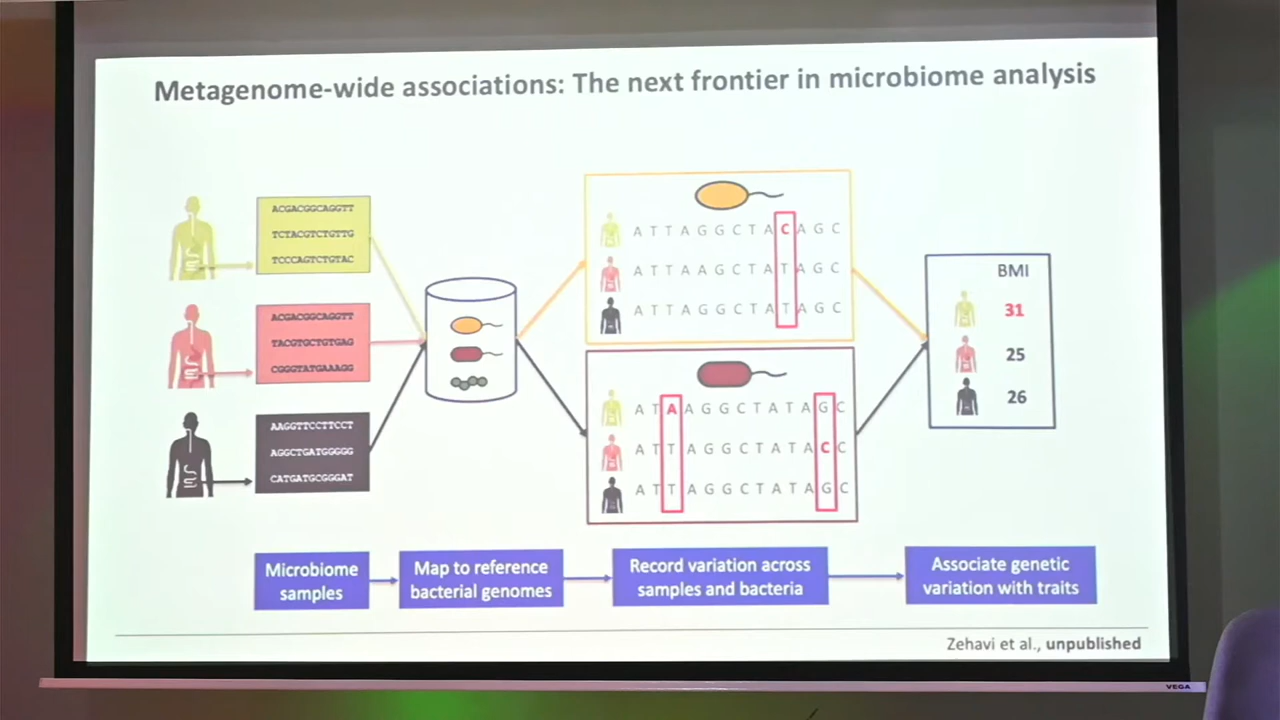 Metagenome-wide associations: The next frontier in microbiome analysis
ACGACGGCAGGTT
TCTACGTCTGTTG
TCCCAGTCTGTAC
ACGACGGCAGGTT
TACGTGCTGTGAG
CGGGTATGAAAGG
AAGGTTCCTTCCT
AGGCTGATGGGGG
CATGATGCGGGAT
A T T A G G C T A C A G C
A T T A A G C T A T A G C
A T T A G G C T A T A G C
A T A A G G C T A T A G C
A T T A G G C T A T A C C
A T T A G G C T A T A G C
BMI
31
25
26
Microbiome
samples
Map to reference
bacterial genomes
Record variation across
samples and bacteria
Associate genetic
variation with traits
Zehavi et al., unpublished
VEGA